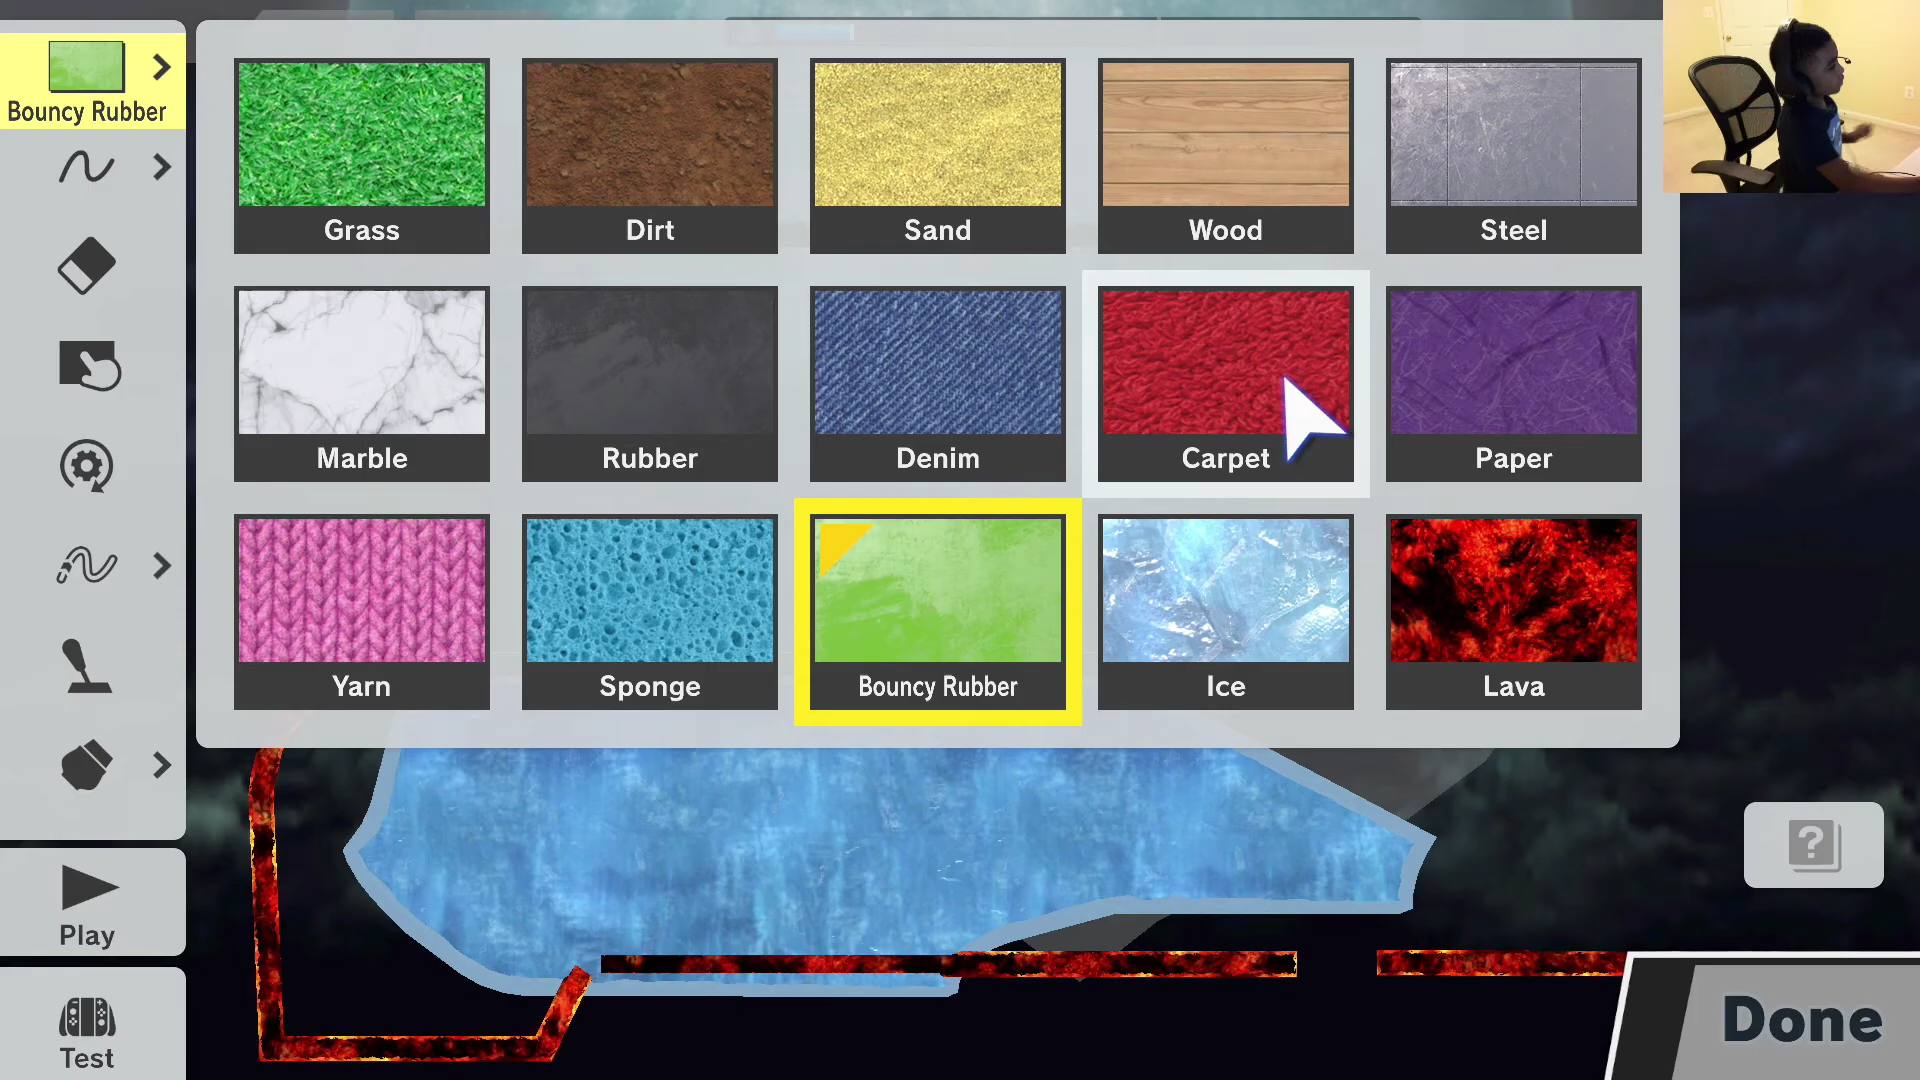 Bouncy Rubber
Grass
Dirt
Sand
Wood
Steel
Marble
Rubber
Denim
Carpet
Paper
Yarn
Sponge
Bouncy Rubber
Ice
Lava
Play
Test
?
Done